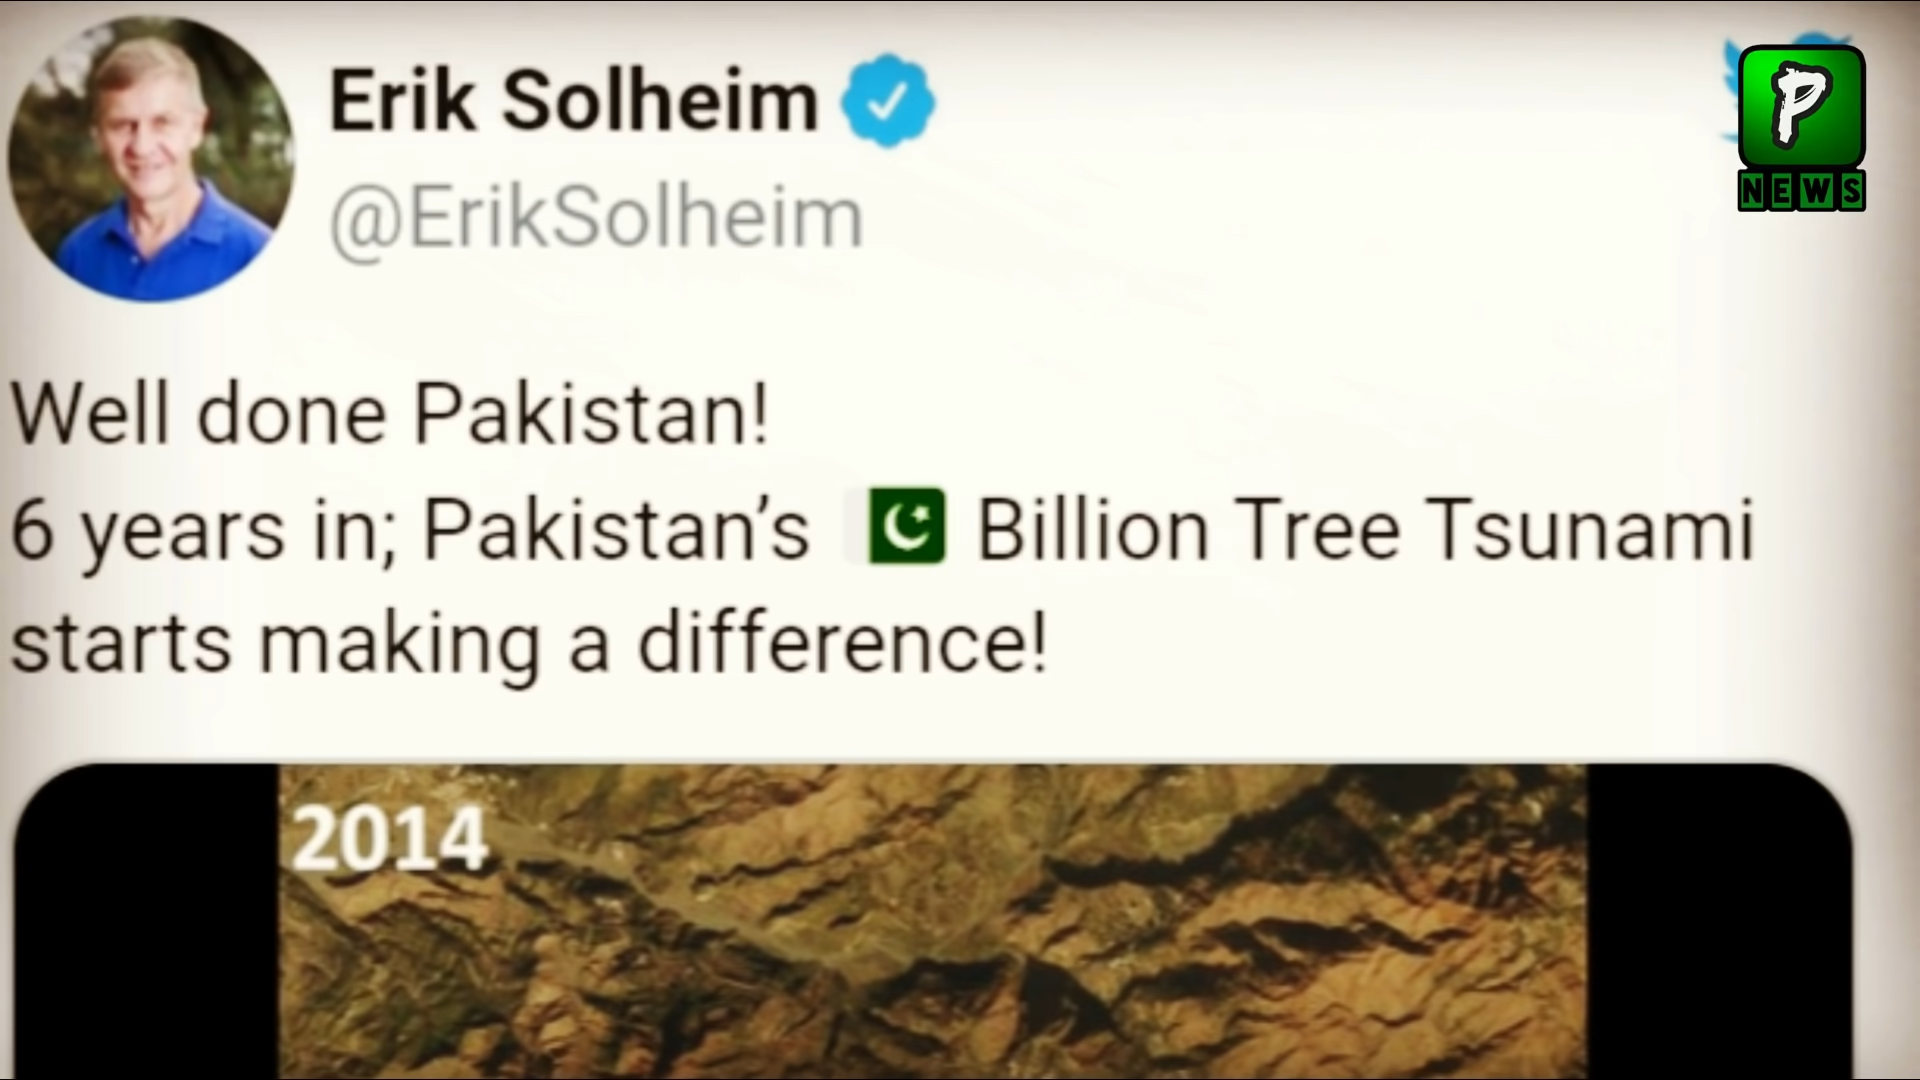 Erik Solheim
@ErikSolheim
P
NEWS
Well done Pakistan!
6 years in; Pakistan’s 🇵🇰 Billion Tree Tsunami
starts making a difference!
2014